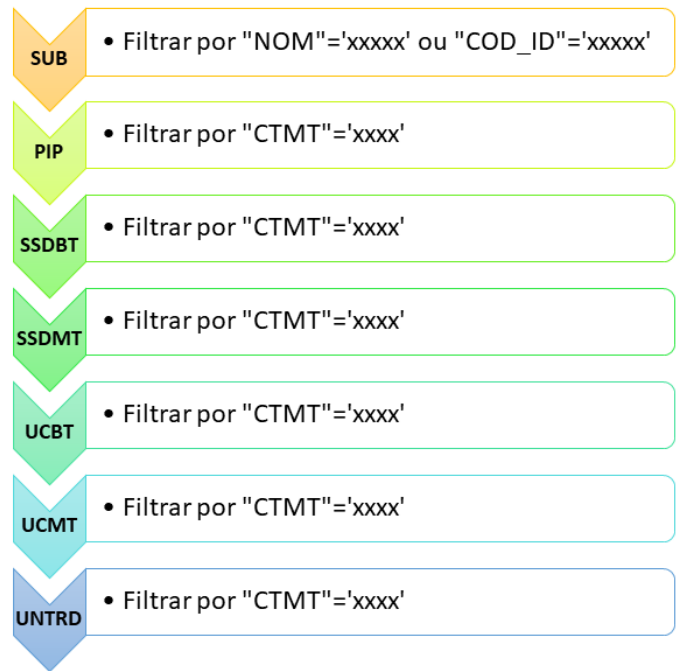 SUB
• Filtrar por "NOM"='xxxxx' ou "COD_ID"='xxxxx'
PIP
• Filtrar por "CTMT"='xxxx'
SSDBT
• Filtrar por "CTMT"='xxxx'
SSDMT
• Filtrar por "CTMT"='xxxx'
UCBT
• Filtrar por "CTMT"='xxxx'
UCMT
• Filtrar por "CTMT"='xxxx'
UNTRD
• Filtrar por "CTMT"='xxxx'